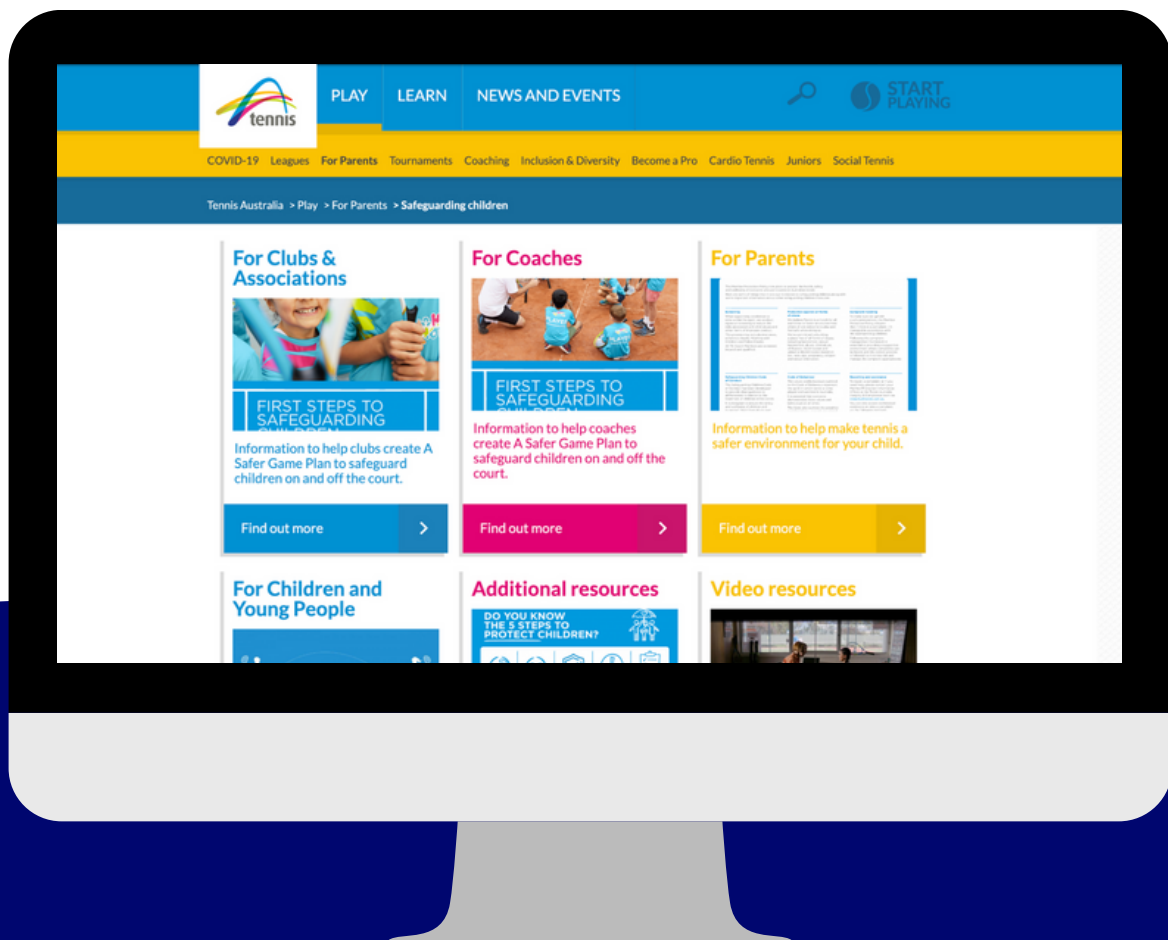 tennis
PLAY
LEARN
NEWS AND EVENTS
START
PLAYING
COVID-19 Leagues For Parents Tournaments Coaching Inclusion & Diversity Become a Pro Cardio Tennis Juniors Social Tennis
Tennis Australia > Play > For Parents > Safeguarding children
For Clubs &
Associations
FIRST STEPS TO
SAFEGUARDING
CHILDREN
Information to help clubs create A
Safer Game Plan to safeguard
children on and off the court.
Find out more
For Coaches
FIRST STEPS TO
SAFEGUARDING
CHILDREN
Information to help coaches
create A Safer Game Plan to
safeguard children on and off the
court.
Find out more
For Parents
Information to help make tennis a
safer environment for your child.
Find out more
For Children and
Young People
Additional resources
DO YOU KNOW
THE 5 STEPS TO
PROTECT CHILDREN?
Video resources